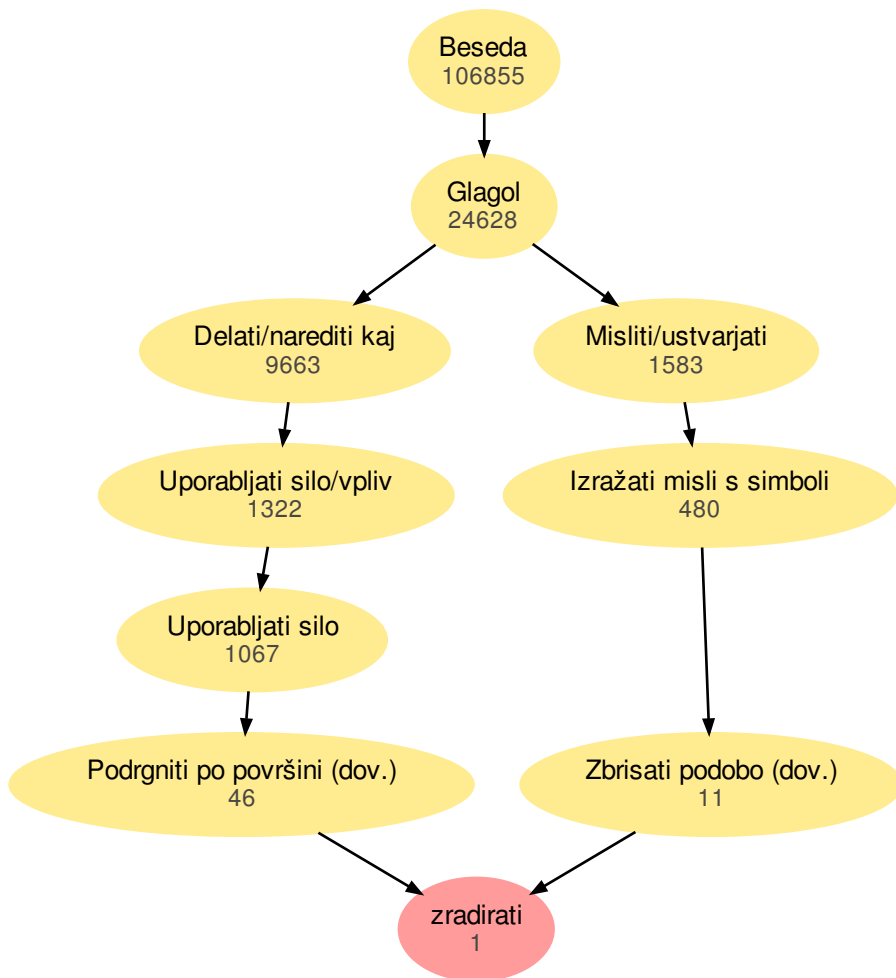 Beseda
106855
Glagol
24628
Delati/narediti kaj
9663
Misliti/ustvarjati
1583
Uporabljati silo/vpliv
1322
Izražati misli s simboli
480
Uporabljati silo
1067
Podrgniti po površini (dov.)
46
Zbrisati podobo (dov.)
11
zradirati
1